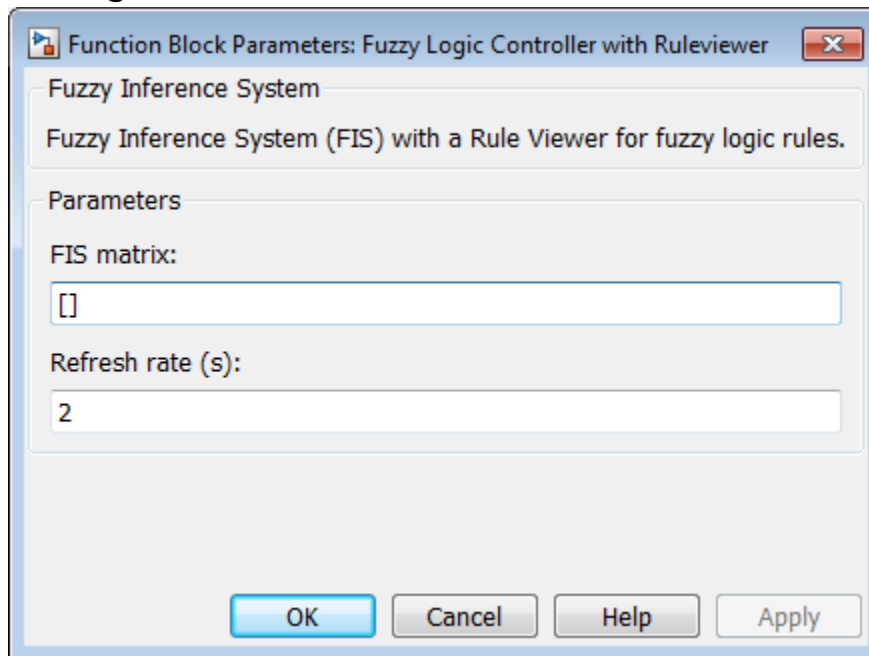 Function Block Parameters: Fuzzy Logic Controller with Ruleviewer
Fuzzy Inference System
Fuzzy Inference System (FIS) with a Rule Viewer for fuzzy logic rules.
Parameters
FIS matrix:
[]
Refresh rate (s):
2
OK Cancel Help Apply